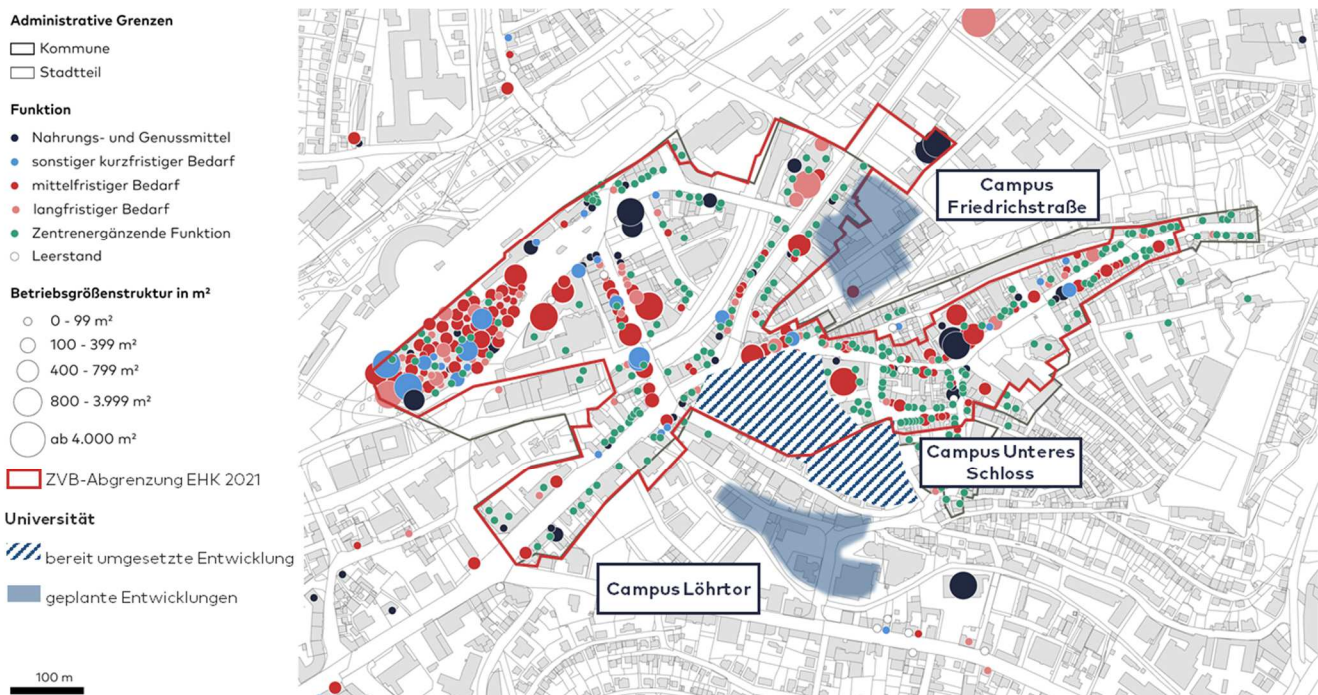 Administrative Grenzen
Kommune
Stadtteil
Funktion
Nahrungs- und Genussmittel
sonstiger kurzfristiger Bedarf
mittelfristiger Bedarf
langfristiger Bedarf
Zentrenergänzende Funktion
Leerstand
Betriebsgrößenstruktur in m²
0 - 99 m²
100 - 399 m²
400 - 799 m²
800 - 3.999 m²
ab 4.000 m²
ZVB-Abgrenzung EHK 2021
Universität
bereit umgesetzte Entwicklung
geplante Entwicklungen
100 m
Campus
Friedrichstraße
Campus Unteres
Schloss
Campus Löhrtor